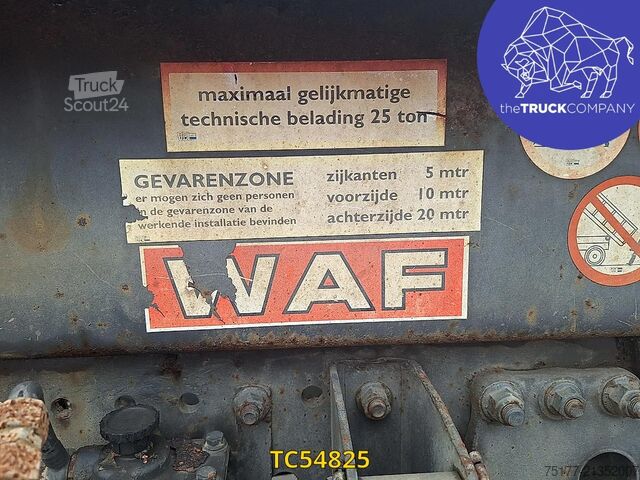 Truck
Scout24
theTRUCKCOMPANY
maximaal gelijkmatige
technische belading 25 ton
GEVARENZONE
er mogen zich geen personen
in de gevarenzone van de
werkende installatie bevinden
zijkanten 5 mtr
voorzijde 10 mtr
achterzijde 20 mtr
WAF
TC54825